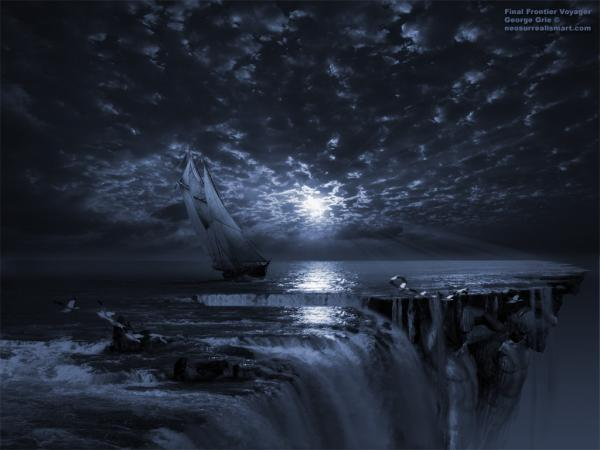 Final Frontier Voyager
George Grie ©
neosurrealismart.com